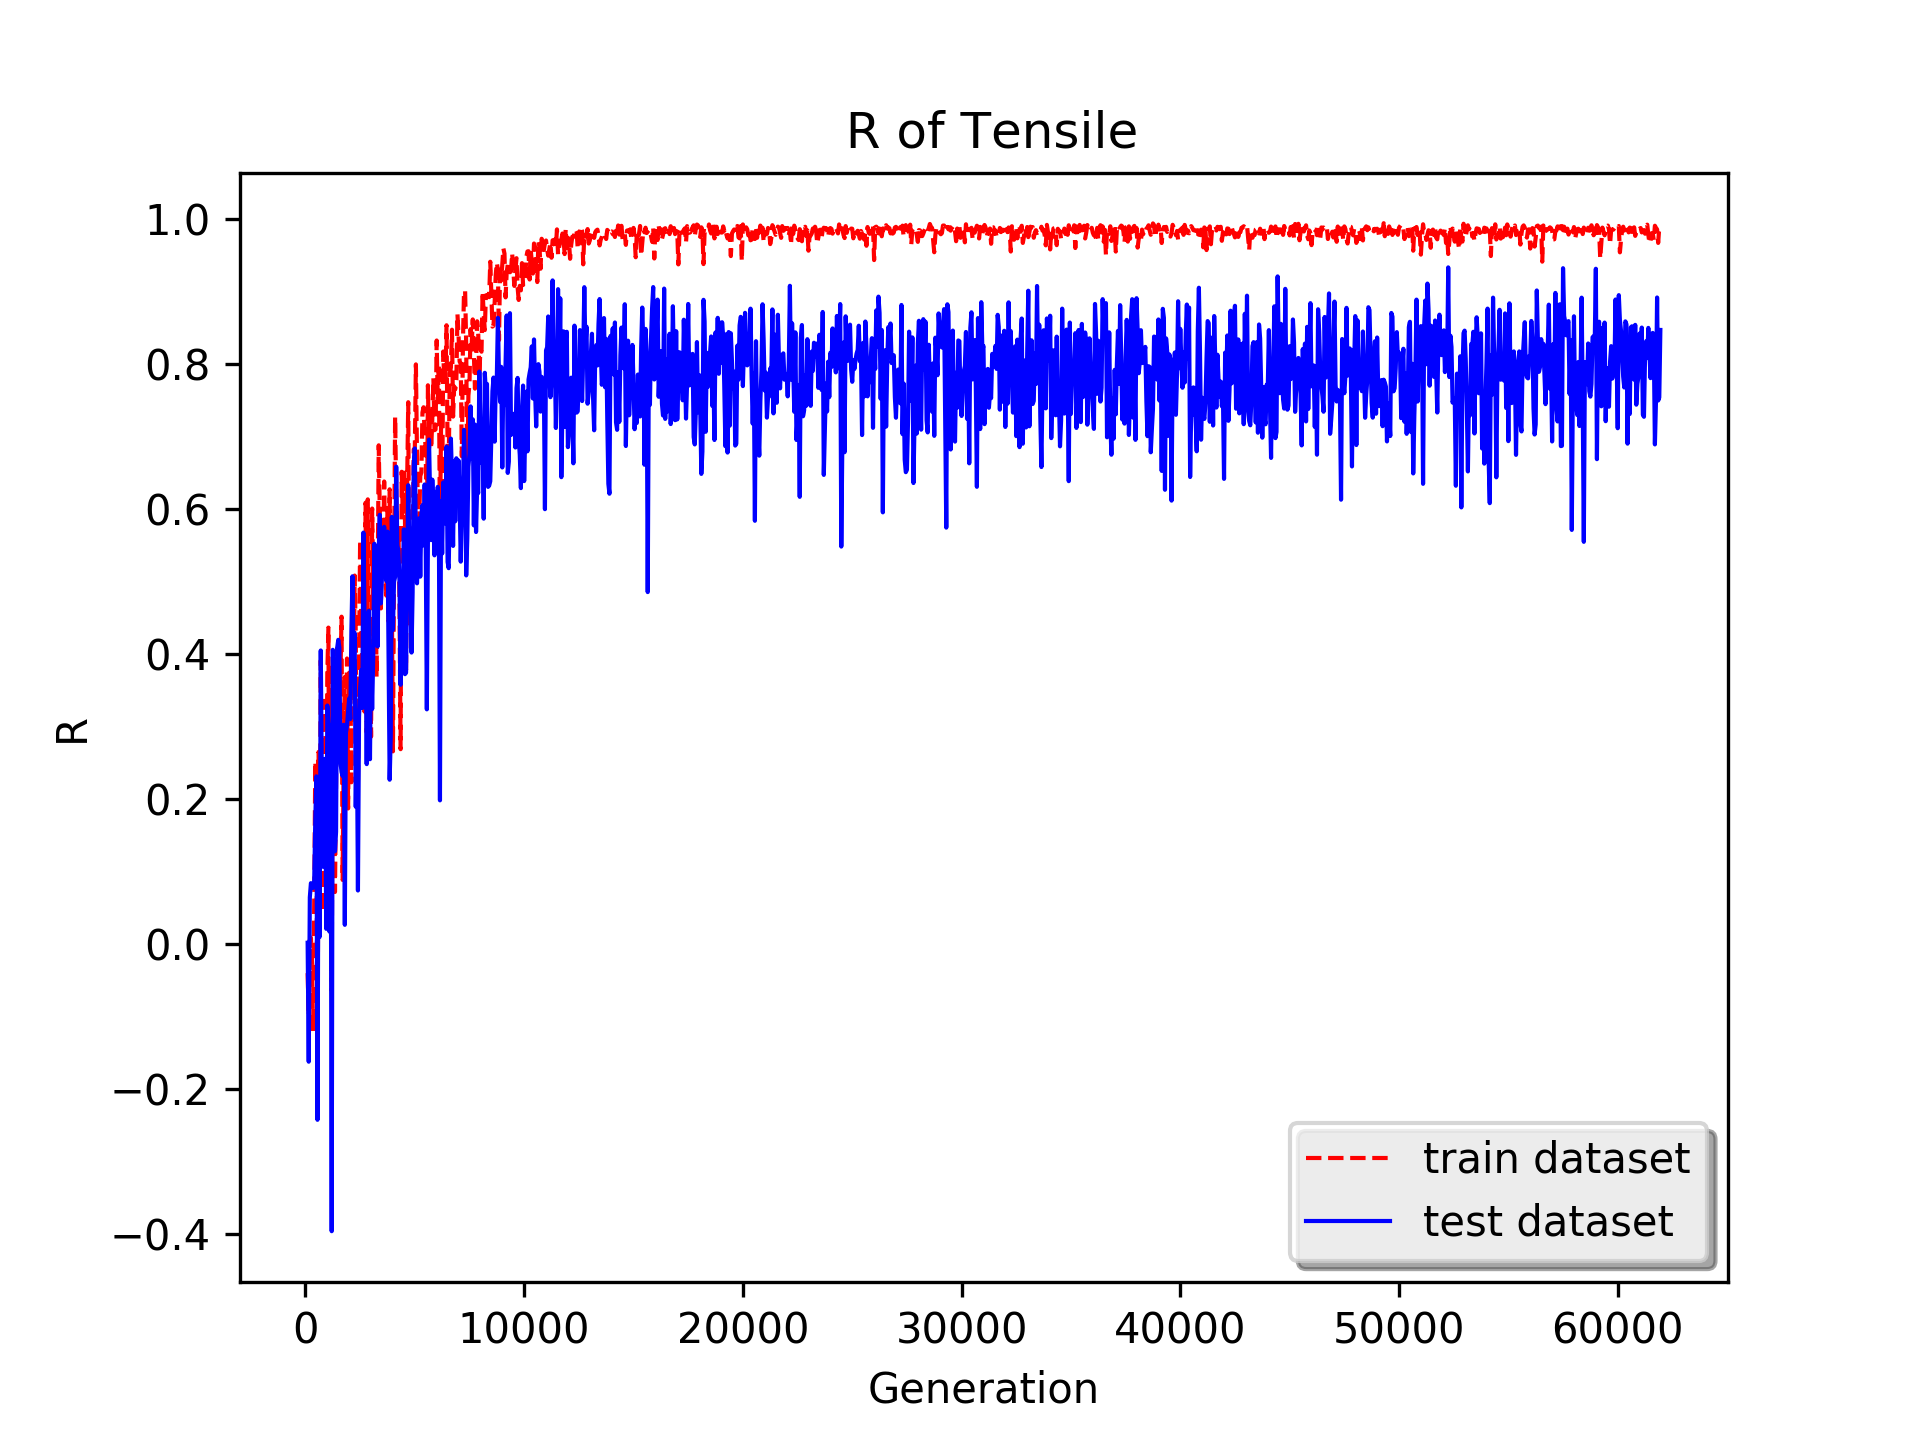 R of Tensile
1.0
0.8
0.6
0.4
0.2
0.0
−0.2
−0.4
R
0 10000 20000 30000 40000 50000 60000
Generation
train dataset
test dataset